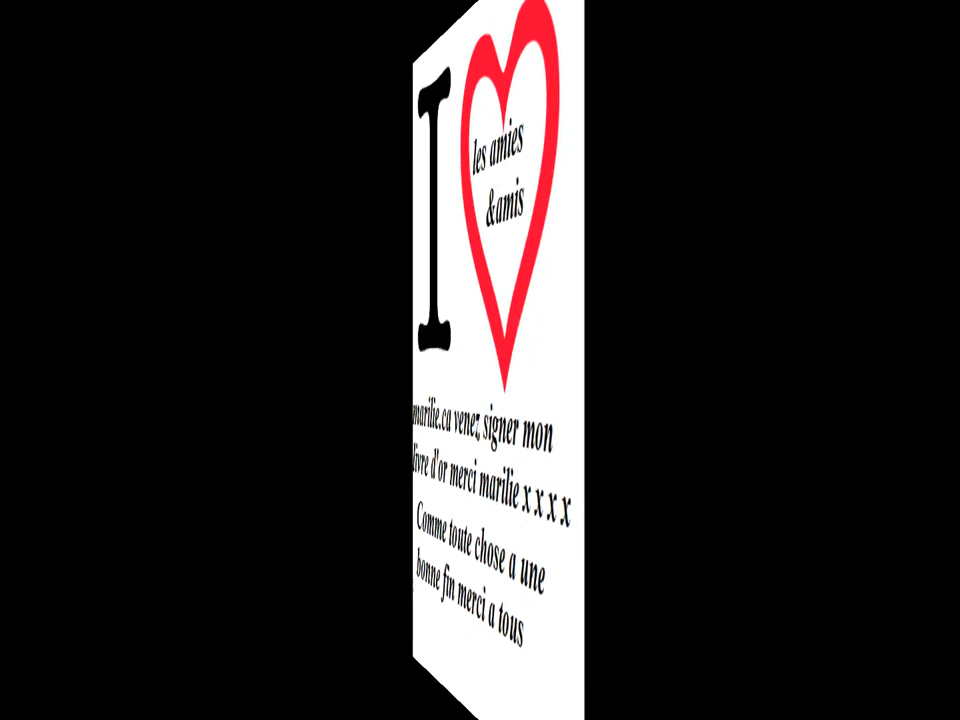 I
les amies
&amis
marilie.ca venez signer mon
livre d'or merci marilie x x x x
Comme toute chose a une
bonne fin merci a tous